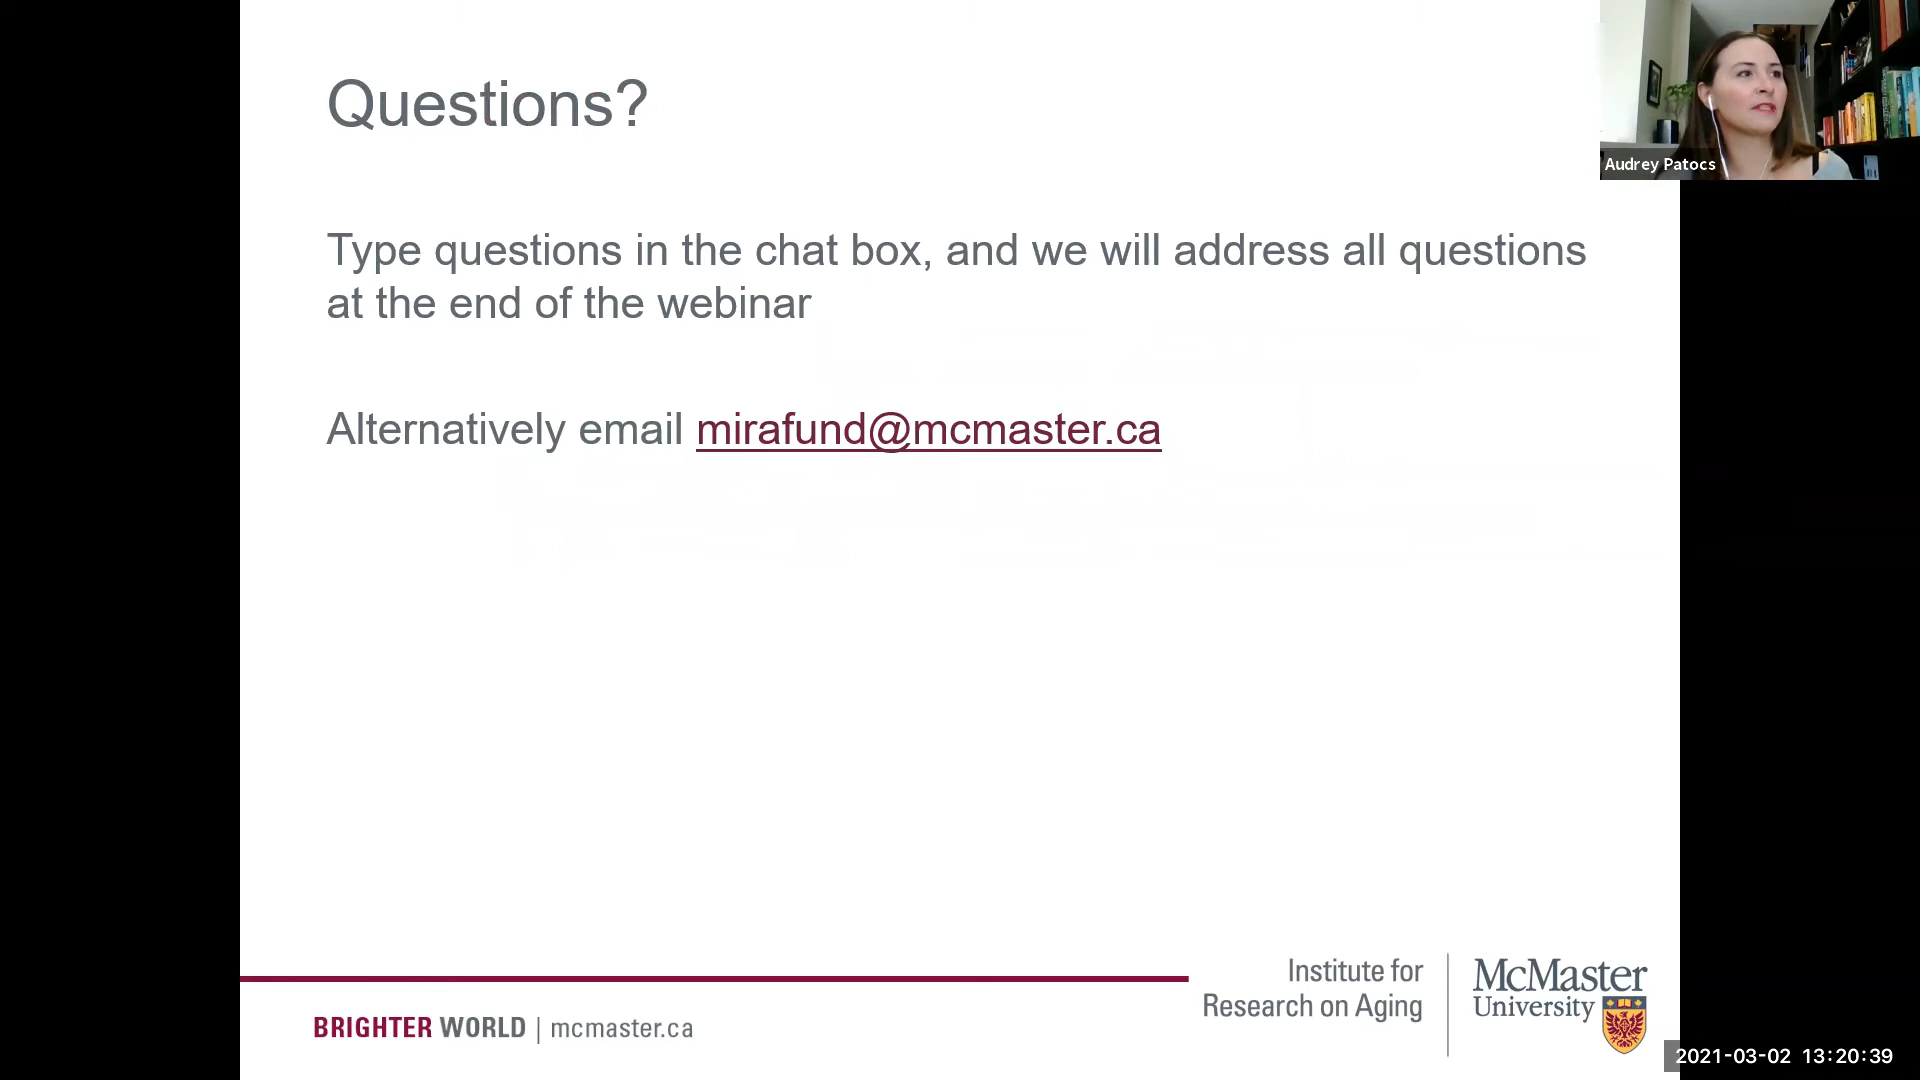 Questions?
Audrey Patocs
Type questions in the chat box, and we will address all questions
at the end of the webinar
Alternatively email mirafund@mcmaster.ca
Institute for
Research on Aging
McMaster
University
BRIGHTER WORLD | mcmaster.ca
2021-03-02 13:20:39